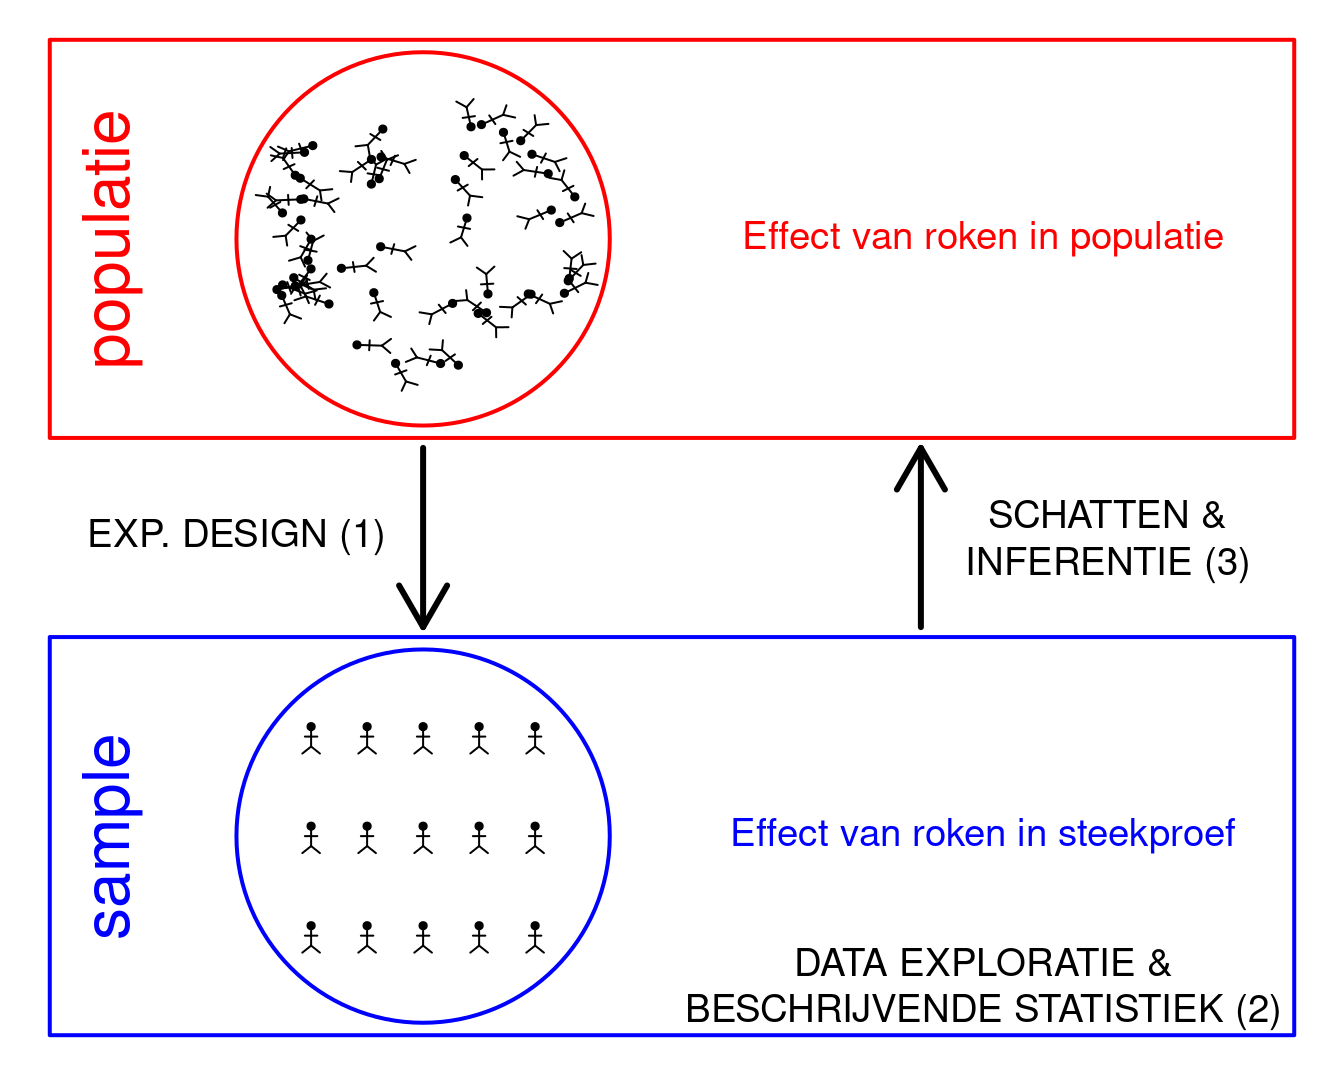 populatie
Effect van roken in populatie
EXP. DESIGN (1)
SCHATTEN &
INFERENTIE (3)
sample
Effect van roken in steekproef
DATA EXPLORATIE &
BESCHRIJVENDE STATISTIEK (2)